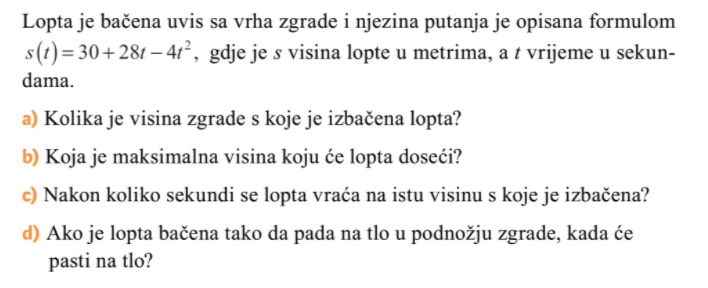 Lopta je bačena uvis sa vrha zgrade i njezina putanja je opisana formulom
s(t)=30+28t–4t², gdje je s visina lopte u metrima, a t vrijeme u sekun-
dama.
a) Kolika je visina zgrade s koje je izbačena lopta?
b) Koja je maksimalna visina koju će lopta doseći?
c) Nakon koliko sekundi se lopta vraća na istu visinu s koje je izbačena?
d) Ako je lopta bačena tako da pada na tlo u podnožju zgrade, kada će
pasti na tlo?